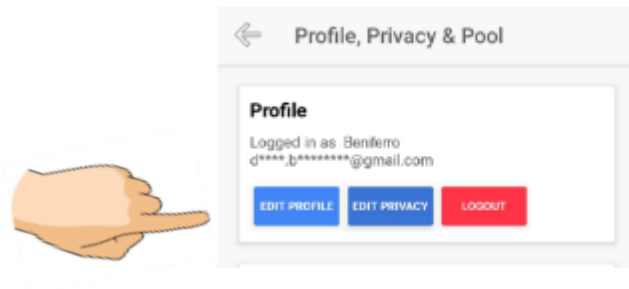 Profile, Privacy & Pool
Profile
Logged in as Beniferro
d****.b********@gmail.com
EDIT PROFILE EDIT PRIVACY LOGOUT